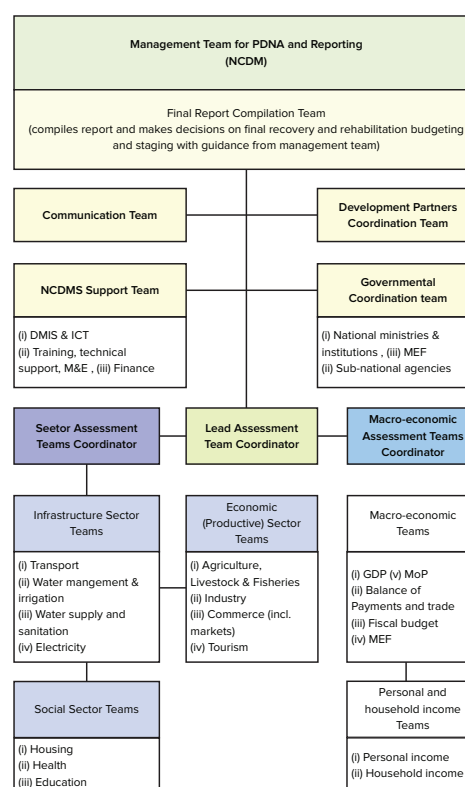 Management Team for PDNA and Reporting
(NCDM)
Final Report Compilation Team
(compiles report and makes decisions on final recovery and rehabilitation budgeting
and staging with guidance from management team)
Communication Team
Development Partners
Coordination Team
NCDMS Support Team
(i) DMIS & ICT
(ii) Training, technical
support, M&E , (iii) Finance
Governmental
Coordination team
(i) National ministries &
institutions , (iii) MEF
(ii) Sub-national agencies
Seetor Assessment
Teams Coordinator
Lead Assessment
Team Coordinator
Macro-economic
Assessment Teams
Coordinator
Infrastructure Sector
Teams
(i) Transport
(ii) Water mangement &
irrigation
(iii) Water supply and
sanitation
(iv) Electricity
Economic
(Productive) Sector
Teams
(i) Agriculture,
Livestock & Fisheries
(ii) Industry
(iii) Commerce (incl.
markets)
(iv) Tourism
Macro-economic
Teams
(i) GDP (v) MoP
(ii) Balance of
Payments and trade
(iii) Fiscal budget
(iv) MEF
Social Sector Teams
(i) Housing
(ii) Health
(iii) Education
Personal and
household income
Teams
(i) Personal income
(ii) Household income